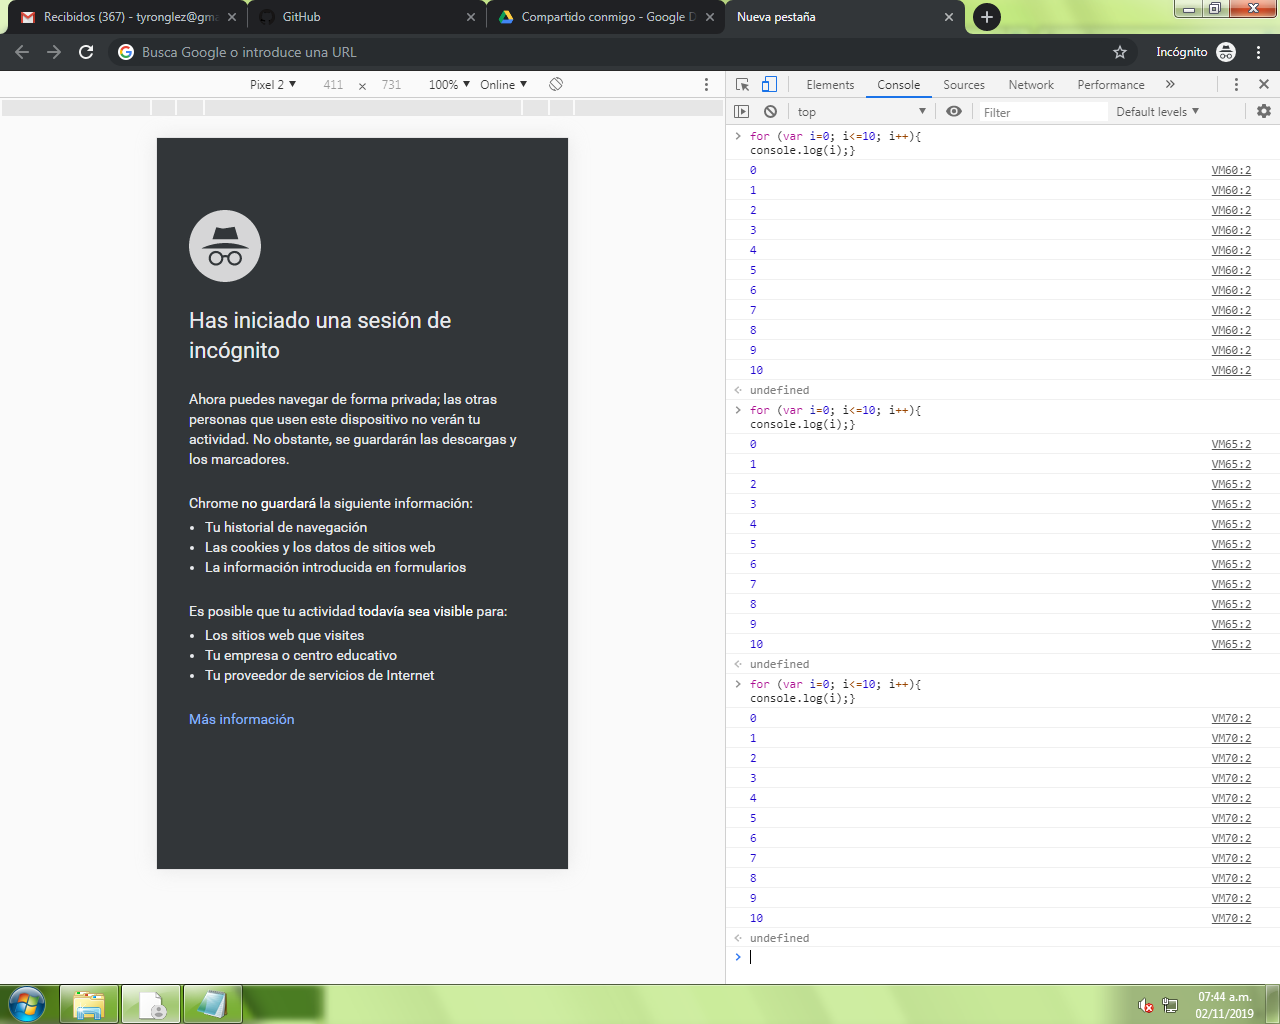 Recibidos (367) - tyronglez@gma
GitHub
Compartido conmigo - Google D
Nueva pestaña
Busca Google o introduce una URL
Incógnito
Pixel 2 411 x 731 100% Online
Elements Console Sources Network Performance
top Filter Default levels
Has iniciado una sesión de
incógnito
Ahora puedes navegar de forma privada; las otras
personas que usen este dispositivo no verán tu
actividad. No obstante, se guardarán las descargas y
los marcadores.
Chrome no guardará la siguiente información:
• Tu historial de navegación
• Las cookies y los datos de sitios web
• La información introducida en formularios
Es posible que tu actividad todavía sea visible para:
• Los sitios web que visites
• Tu empresa o centro educativo
• Tu proveedor de servicios de Internet
Más información
for (var i=0; i<=10; i++){
console.log(i);}
0 VM60:2
1 VM60:2
2 VM60:2
3 VM60:2
4 VM60:2
5 VM60:2
6 VM60:2
7 VM60:2
8 VM60:2
9 VM60:2
10 VM60:2
undefined
for (var i=0; i<=10; i++){
console.log(i);}
0 VM65:2
1 VM65:2
2 VM65:2
3 VM65:2
4 VM65:2
5 VM65:2
6 VM65:2
7 VM65:2
8 VM65:2
9 VM65:2
10 VM65:2
undefined
for (var i=0; i<=10; i++){
console.log(i);}
0 VM70:2
1 VM70:2
2 VM70:2
3 VM70:2
4 VM70:2
5 VM70:2
6 VM70:2
7 VM70:2
8 VM70:2
9 VM70:2
10 VM70:2
undefined
07:44 a.m.
02/11/2019